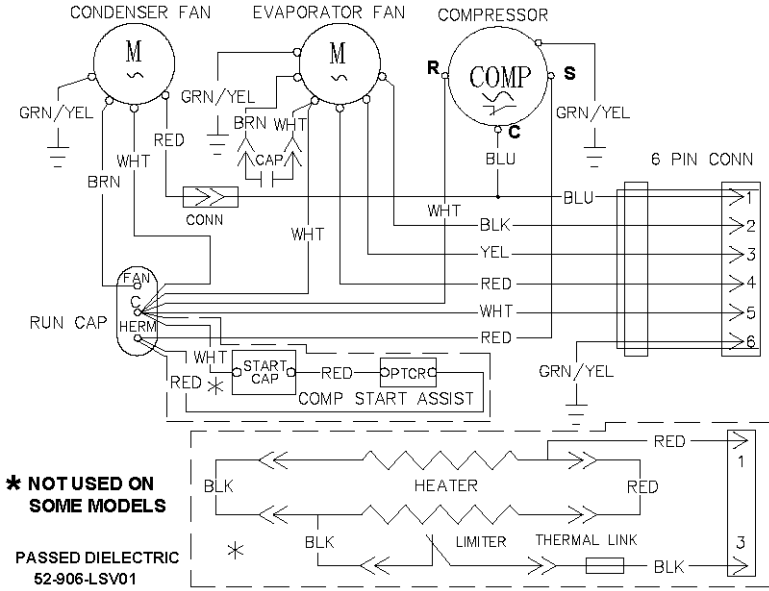 CONDENSER FAN
EVAPORATOR FAN
COMPRESSOR
M
M
COMP
R
S
C
GRN/YEL
GRN/YEL
GRN/YEL
RED
WHT
BRN
BRN
WHT
CAP
BLU
6 PIN CONN
CONN
BLU
1
WHT
WHT
BLK
2
YEL
3
FAN
RED
4
C
WHT
5
RUN CAP
HERM
RED
6
WHT
START
CAP
RED
PTCR
GRN/YEL
RED *
COMP START ASSIST
RED
1
* NOT USED ON
SOME MODELS
BLK
HEATER
RED
*
BLK
LIMITER
THERMAL LINK
3
BLK
PASSED DIELECTRIC
52-906-LSV01